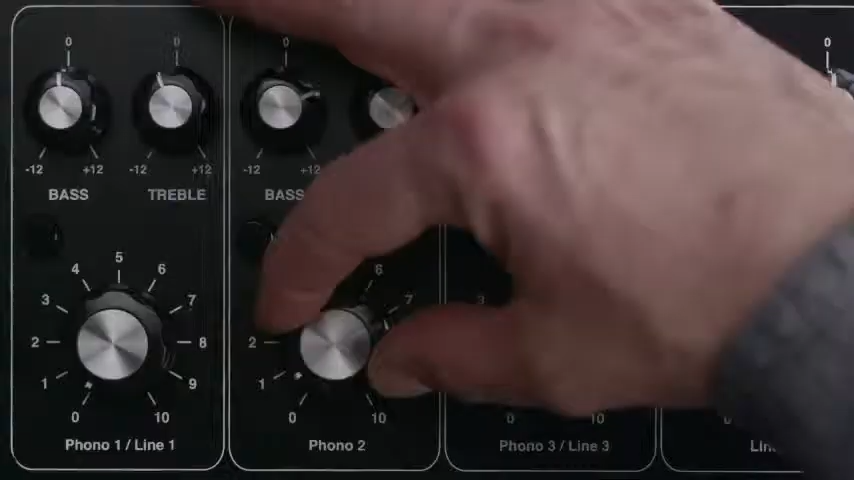 0 0 0 0
-12 +12 -12 +12 -12 +12
BASS TREBLE BASS
5
4 6 6
3 7 7 3
2 8 2
1 9 1
0 10 0 10 0 10 0
Phono 1 / Line 1 Phono 2 Phono 3 / Line 3